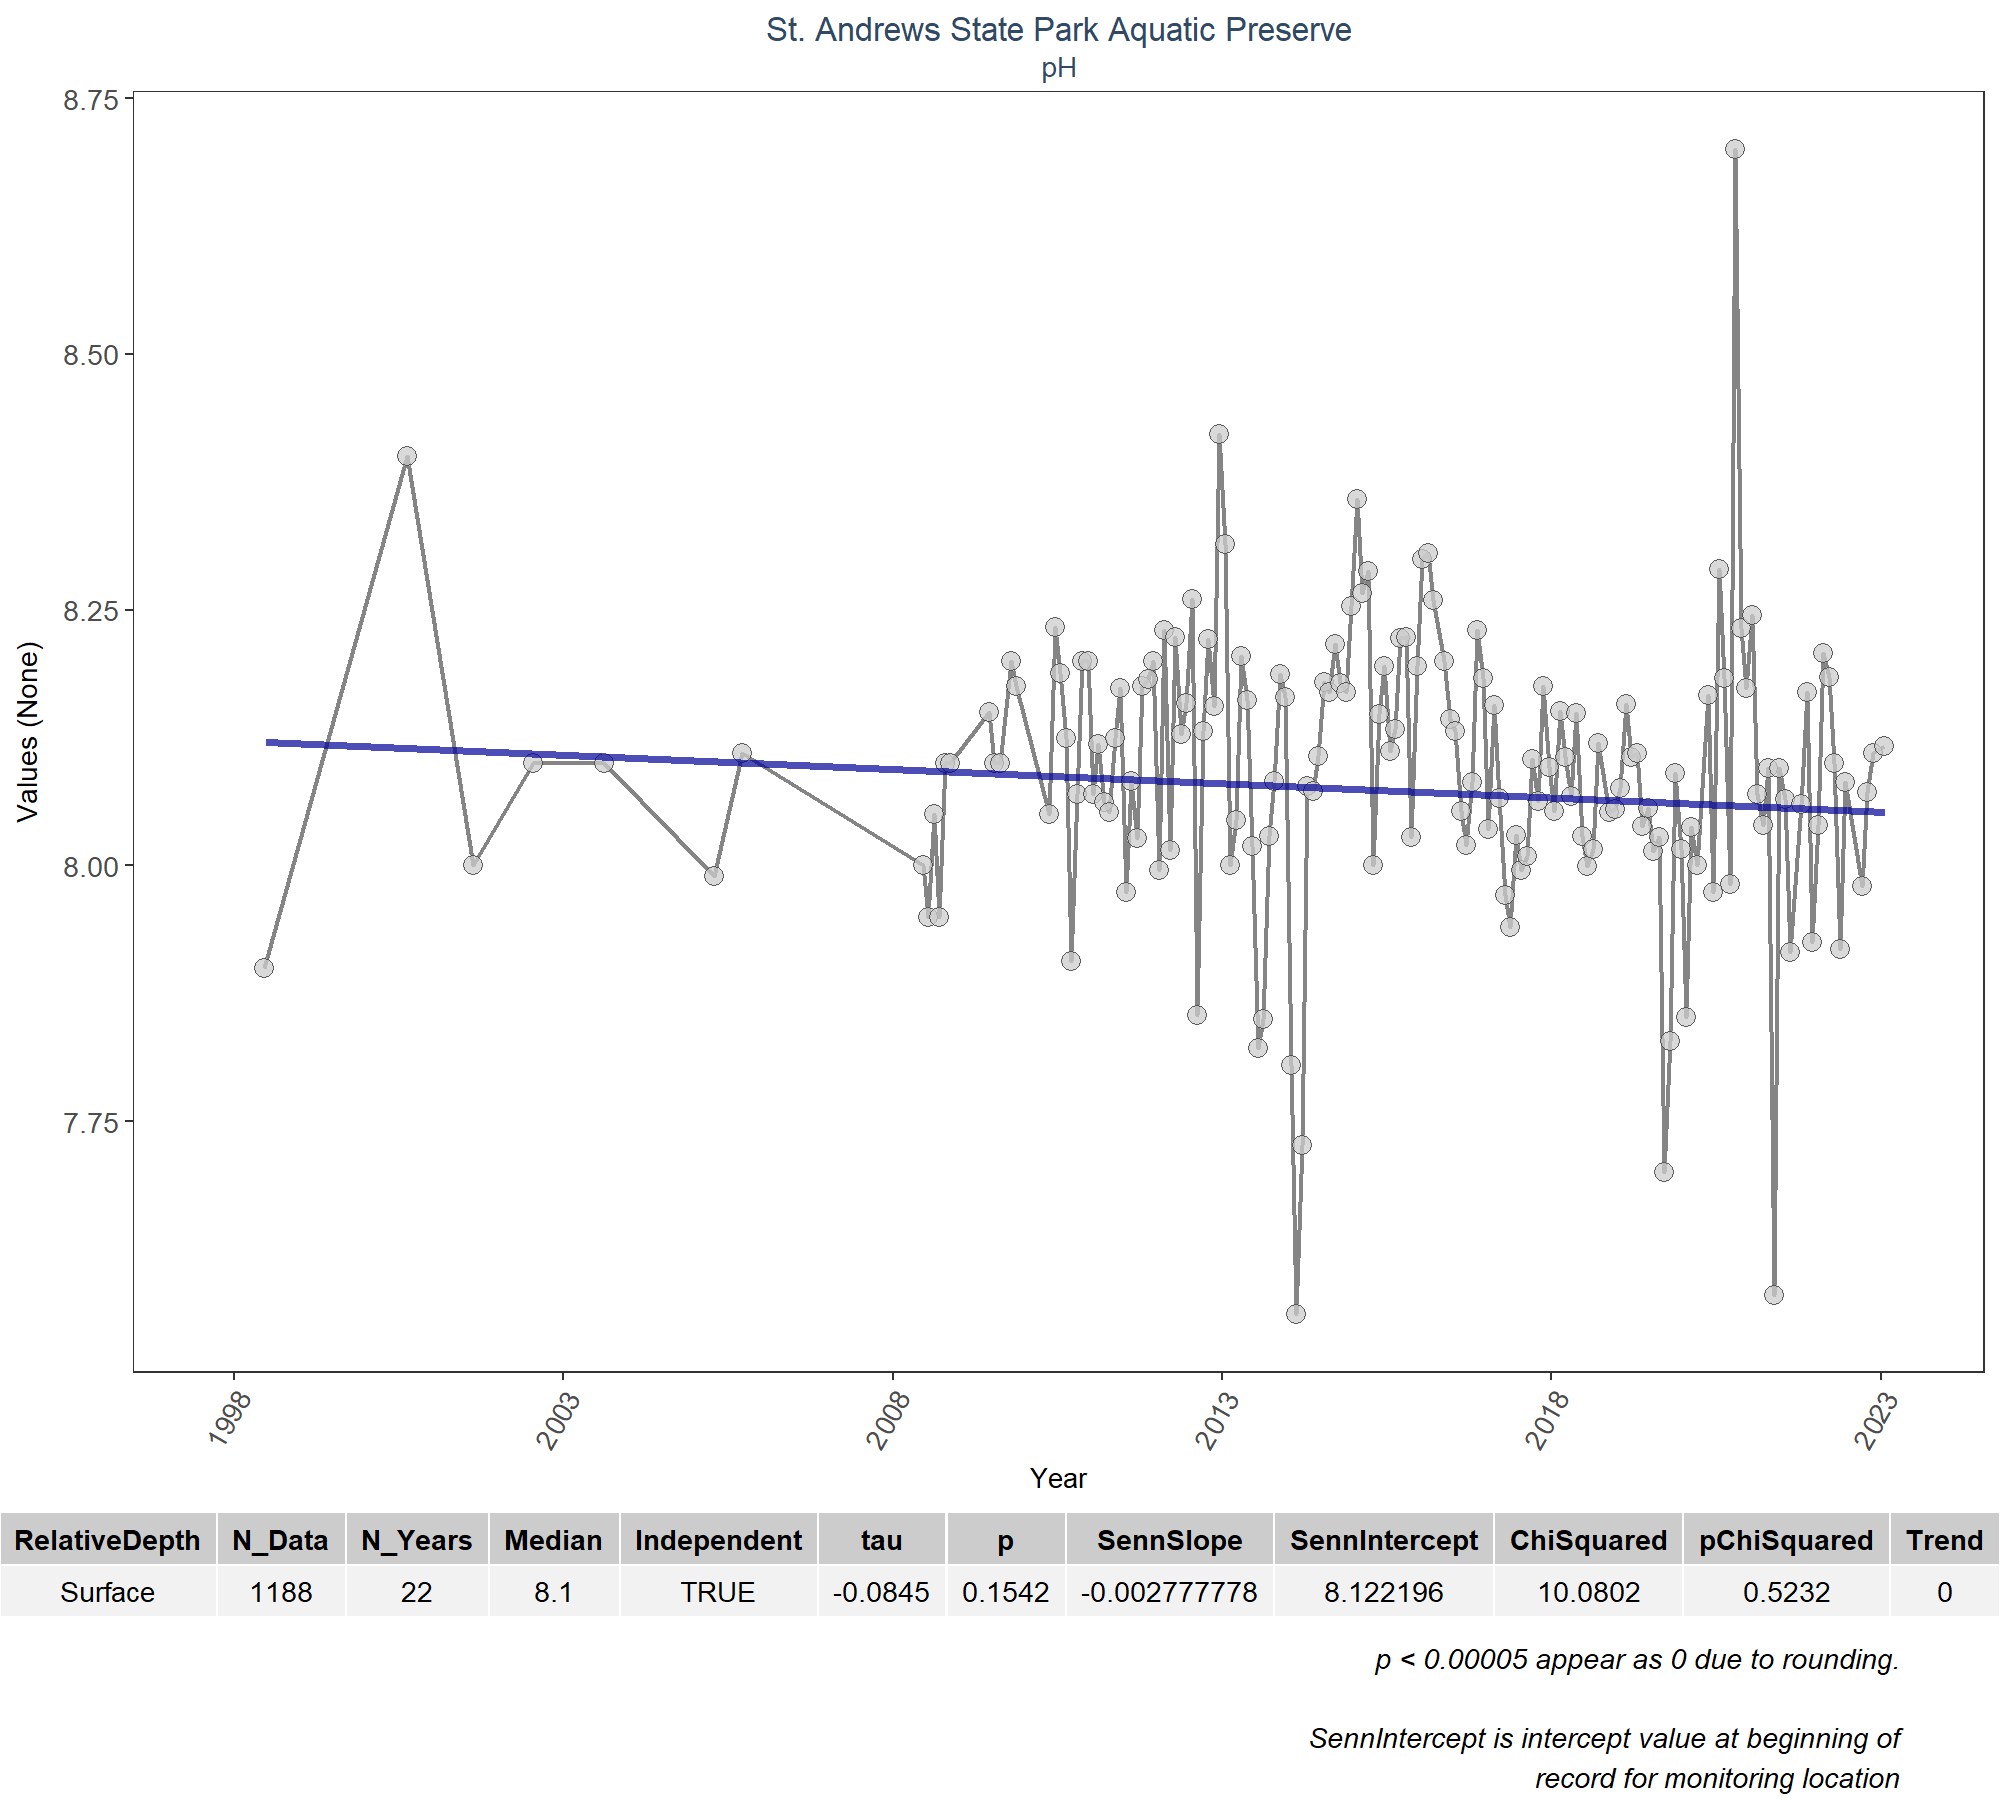 St. Andrews State Park Aquatic Preserve
pH
8.75
8.50
8.25
8.00
7.75
Values (None)
1998 2003 2008 2013 2018 2023
Year
RelativeDepth N_Data N_Years Median Independent tau p SennSlope SennIntercept ChiSquared pChiSquared Trend
Surface 1188 22 8.1 TRUE -0.0845 0.1542 -0.002777778 8.122196 10.0802 0.5232 0
p < 0.00005 appear as 0 due to rounding.
SennIntercept is intercept value at beginning of
record for monitoring location